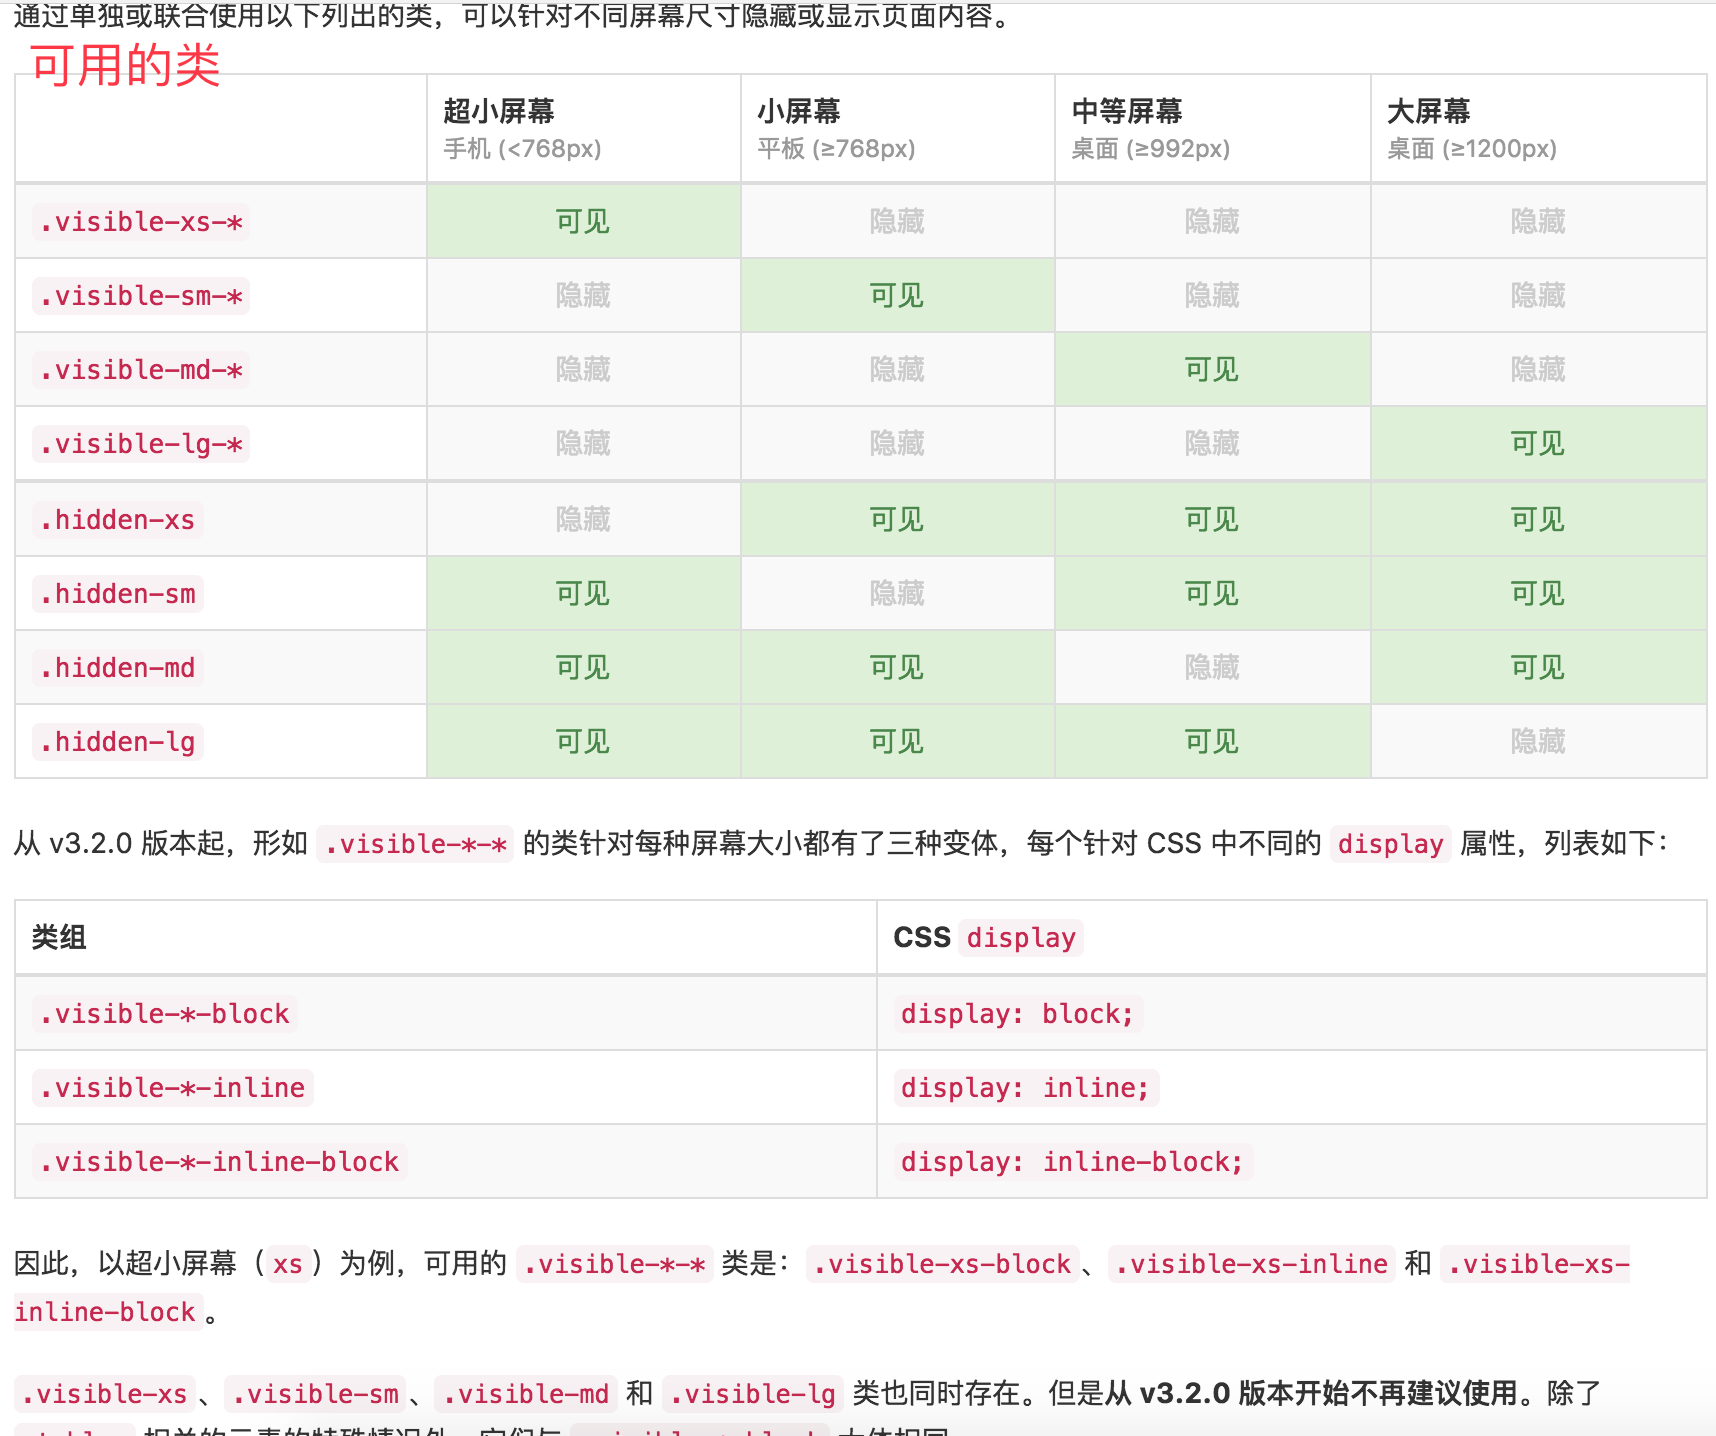 通过单独或联合使用以下列出的类，可以针对不同屏幕尺寸隐藏或显示页面内容。
可用的类
超小屏幕 小屏幕 中等屏幕 大屏幕
手机 (<768px) 平板 (≥768px) 桌面 (≥992px) 桌面 (≥1200px)
.visible-xs-* 可见 隐藏 隐藏 隐藏
.visible-sm-* 隐藏 可见 隐藏 隐藏
.visible-md-* 隐藏 隐藏 可见 隐藏
.visible-lg-* 隐藏 隐藏 隐藏 可见
.hidden-xs 隐藏 可见 可见 可见
.hidden-sm 可见 隐藏 可见 可见
.hidden-md 可见 可见 隐藏 可见
.hidden-lg 可见 可见 可见 隐藏
从 v3.2.0 版本起，形如 .visible-*-* 的类针对每种屏幕大小都有了三种变体，每个针对 CSS 中不同的 display 属性，列表如下：
类组 CSS display
.visible-*-block display: block;
.visible-*-inline display: inline;
.visible-*-inline-block display: inline-block;
因此，以超小屏幕（xs）为例，可用的 .visible-*-* 类是：.visible-xs-block、.visible-xs-inline 和 .visible-xs-
inline-block。
.visible-xs、.visible-sm、.visible-md 和 .visible-lg 类也同时存在。但是从 v3.2.0 版本开始不再建议使用。除了